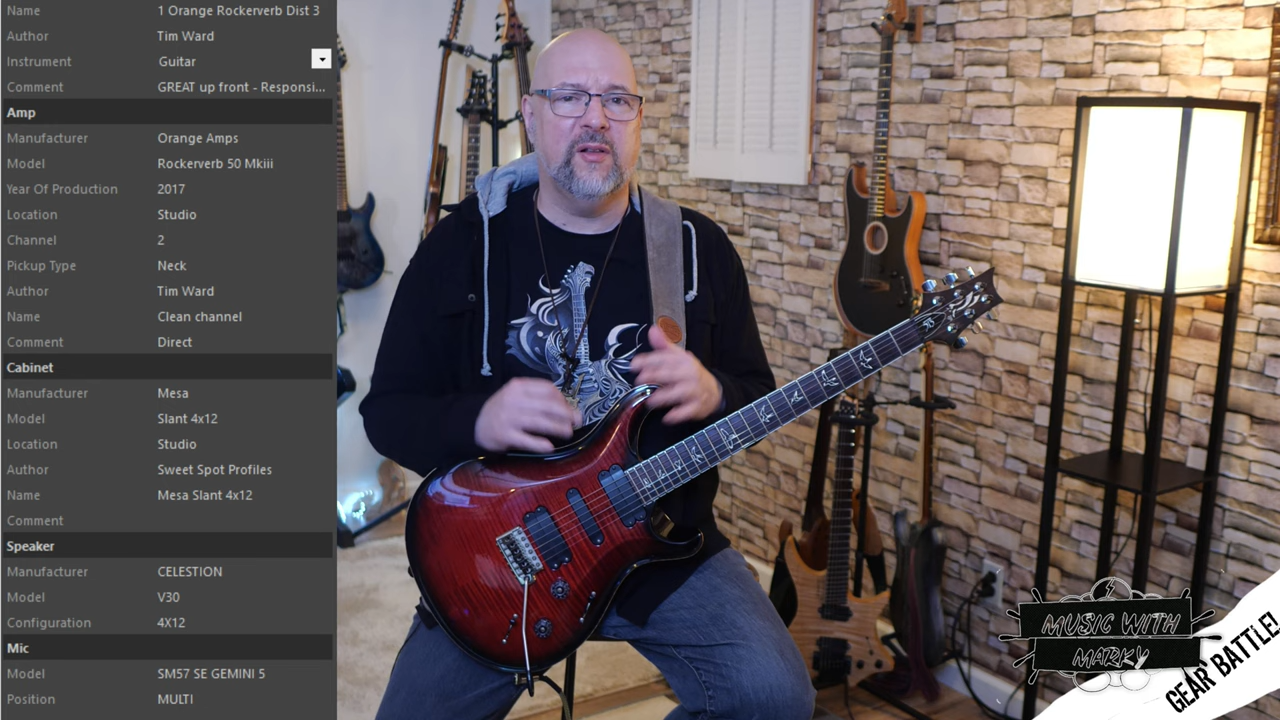 Name 1 Orange Rockerverb Dist 3
Author Tim Ward
Instrument Guitar
Comment GREAT up front - Responsi...
Amp
Manufacturer Orange Amps
Model Rockerverb 50 Mkiii
Year Of Production 2017
Location Studio
Channel 2
Pickup Type Neck
Author Tim Ward
Name Clean channel
Comment Direct
Cabinet
Manufacturer Mesa
Model Slant 4x12
Location Studio
Author Sweet Spot Profiles
Name Mesa Slant 4x12
Comment
Speaker
Manufacturer CELESTION
Model V30
Configuration 4X12
Mic
Model SM57 SE GEMINI 5
Position MULTI
MUSIC WITH
MARKY
GEAR BATTLE!